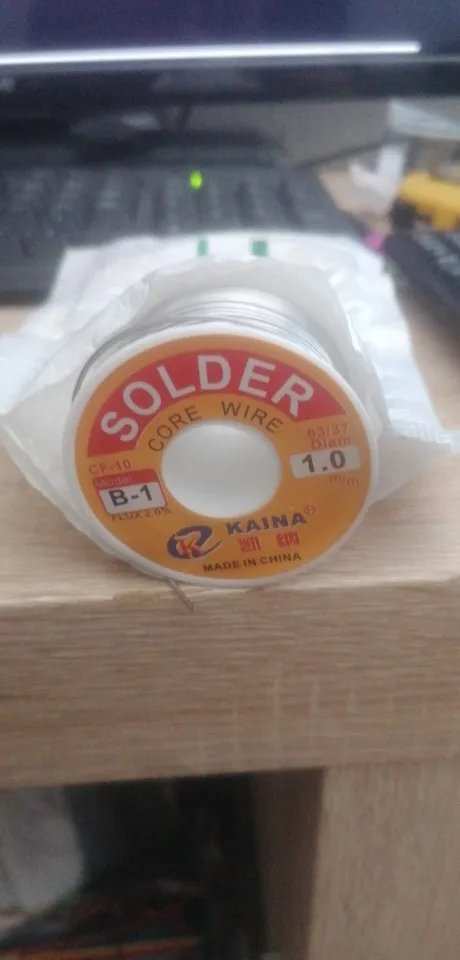 SOLDER
CORE WIRE
63/37
Diam
1.0
mm
CF-10
Model
B-1
FLUX 2.0%
K
KAINA®
凯纳
MADE IN CHINA